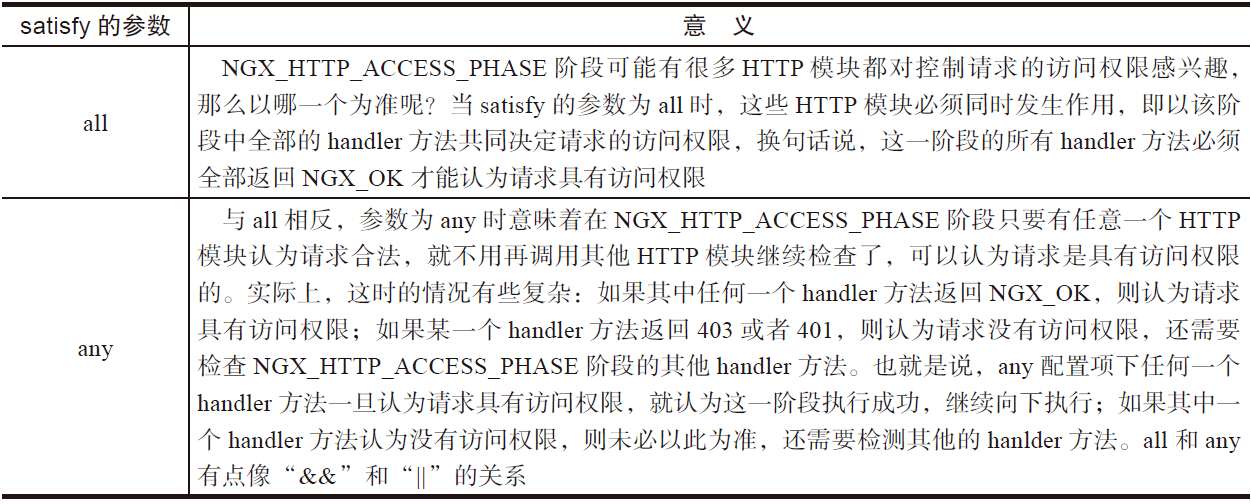 satisfy 的参数 意 义
all
NGX_HTTP_ACCESS_PHASE 阶段可能有很多 HTTP 模块都对控制请求的访问权限感兴趣，
那么以哪一个为准呢？当 satisfy 的参数为 all 时，这些 HTTP 模块必须同时发生作用，即以该阶
段中全部的 handler 方法共同决定请求的访问权限，换句话说，这一阶段的所有 handler 方法必须
全部返回 NGX_OK 才能认为请求具有访问权限
any
与 all 相反，参数为 any 时意味着在 NGX_HTTP_ACCESS_PHASE 阶段只要有任意一个 HTTP
模块认为请求合法，就不用再调用其他 HTTP 模块继续检查了，可以认为请求是具有访问权限
的。实际上，这时的情况有些复杂：如果其中任何一个 handler 方法返回 NGX_OK，则认为请求
具有访问权限；如果某一个 handler 方法返回 403 或者 401，则认为请求没有访问权限，还需要
检查 NGX_HTTP_ACCESS_PHASE 阶段的其他 handler 方法。也就是说，any 配置项下任何一个
handler 方法一旦认为请求具有访问权限，就认为这一阶段执行成功，继续向下执行；如果其中一
个 handler 方法认为没有访问权限，则未必以此为准，还需要检测其他的 hanlder 方法。all 和 any
有点像“&&”和“||”的关系